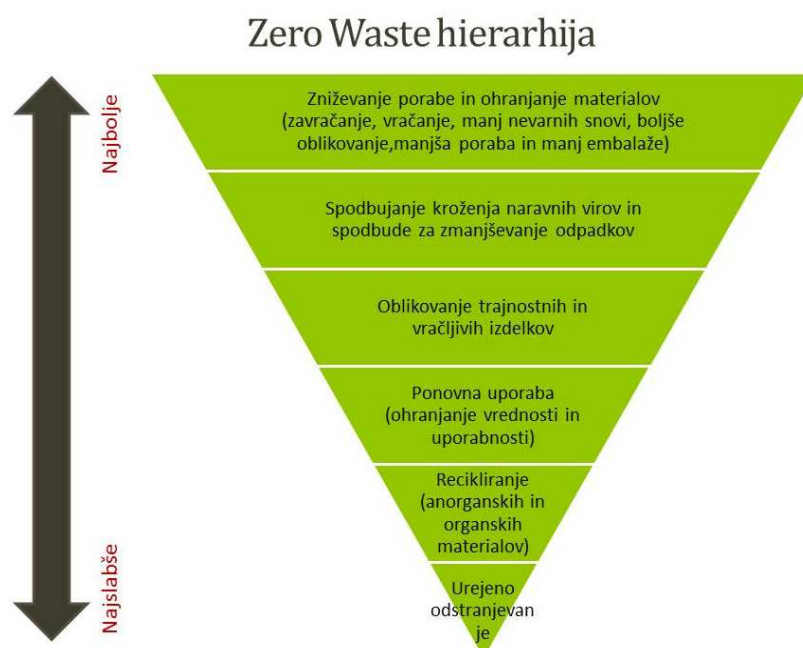 Zero Waste hierarhija
Najbolje
Zniževanje porabe in ohranjanje materialov
(zavračanje, vračanje, manj nevarnih snovi, boljše
oblikovanje,manjša poraba in manj embalaže)
Spodbujanje kroženja naravnih virov in
spodbude za zmanjševanje odpadkov
Oblikovanje trajnostnih in
vračljivih izdelkov
Ponovna uporaba
(ohranjanje vrednosti in
uporabnosti)
Recikliranje
(anorganskih in
organskih
materialov)
Najslabše
Urejeno
odstranjevan
je